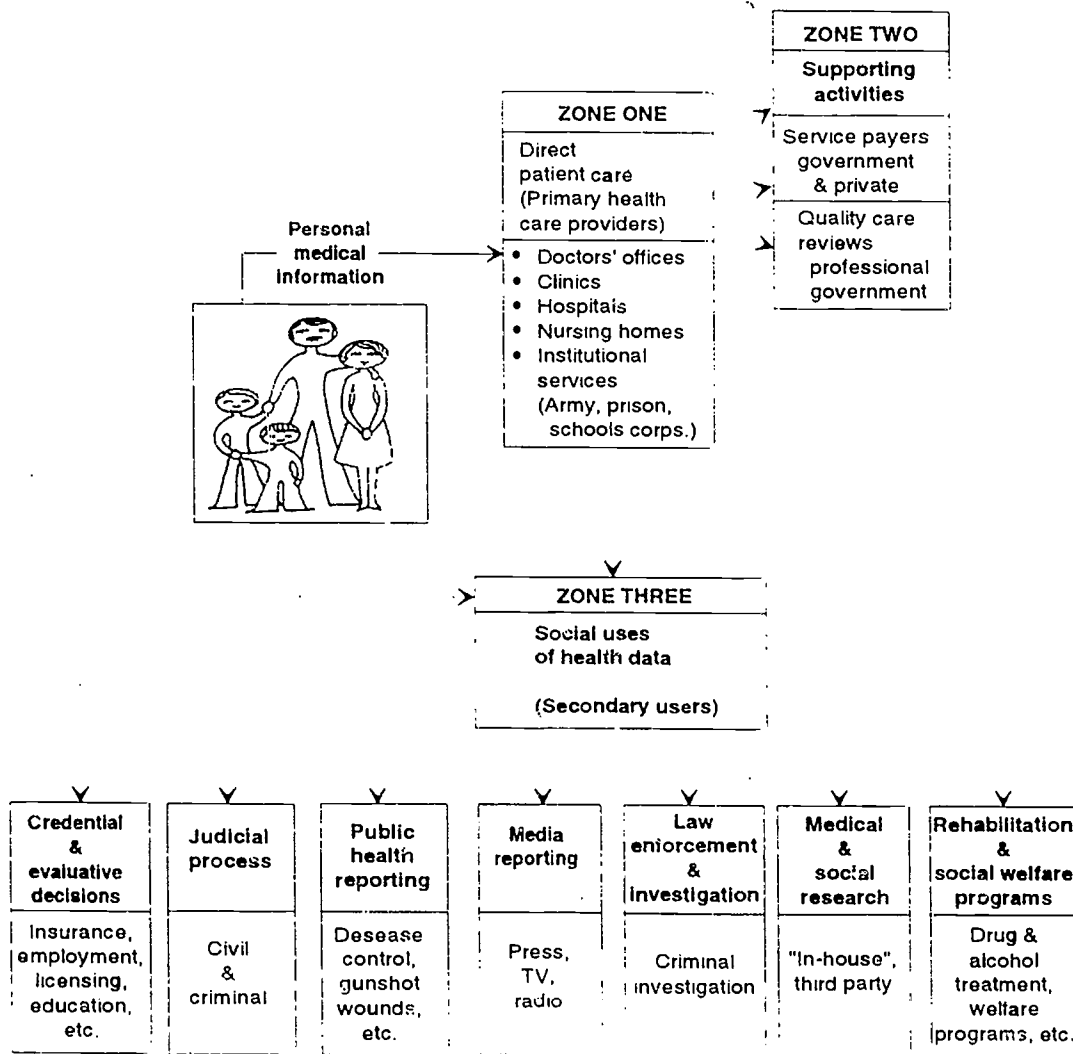 ZONE TWO
Supporting
activities
Service payers
government
& private
Quality care
reviews
professional
government
ZONE ONE
Direct
patient care
(Primary health
care providers)
• Doctors' offices
• Clinics
• Hospitals
• Nursing homes
• Institutional
services
(Army, prison,
schools corps.)
Personal
medical
information
ZONE THREE
Social uses
of health data
(Secondary users)
Credential
&
evaluative
decisions
Insurance,
employment,
licensing,
education,
etc.
Judicial
process
Civil
&
criminal
Public
health
reporting
Desease
control,
gunshot
wounds,
etc.
Media
reporting
Press,
TV,
radio
Law
eniorcement
&
investigation
Criminal
investigation
Medical
&
social
research
"In-house",
third party
Rehabilitation
&
social welfare
programs
Drug &
alcohol
treatment,
welfare
programs, etc.